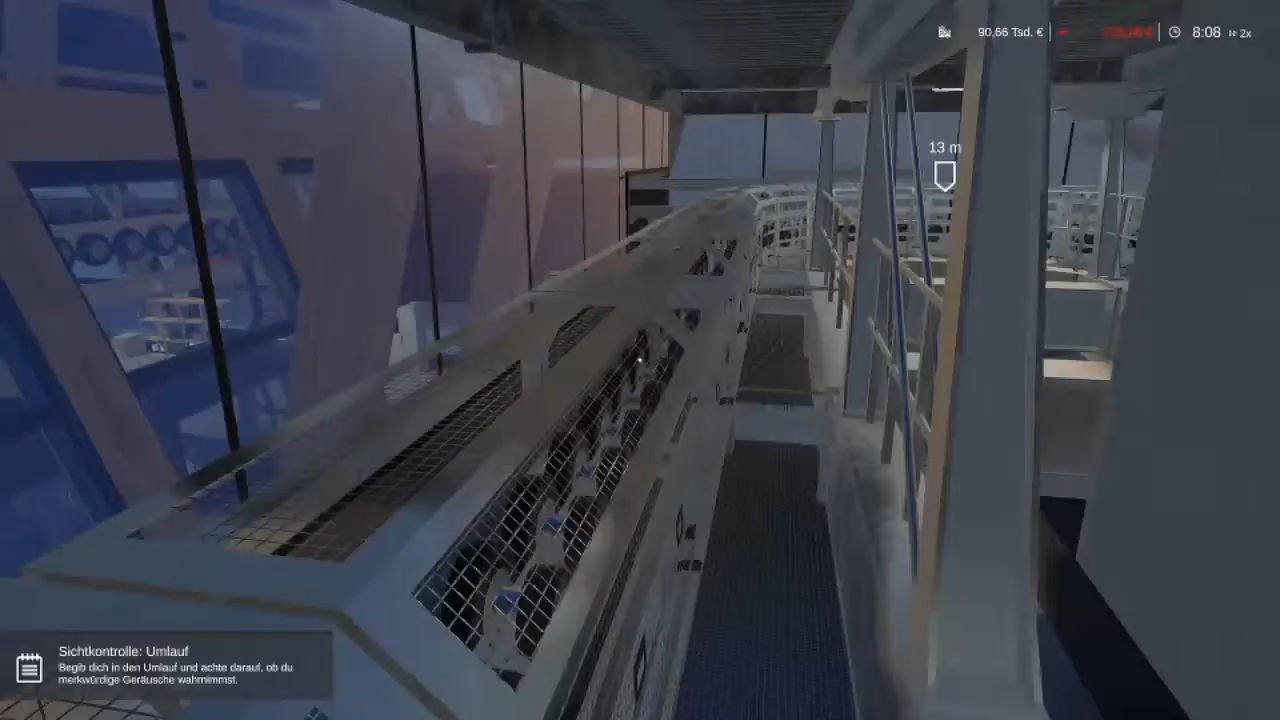 90,66 Tsd. €
8:08
2x
13 m
Sichtkontrolle: Umlauf
Begib dich in den Umlauf und achte darauf, ob du
merkwürdige Geräusche wahrnimmst.